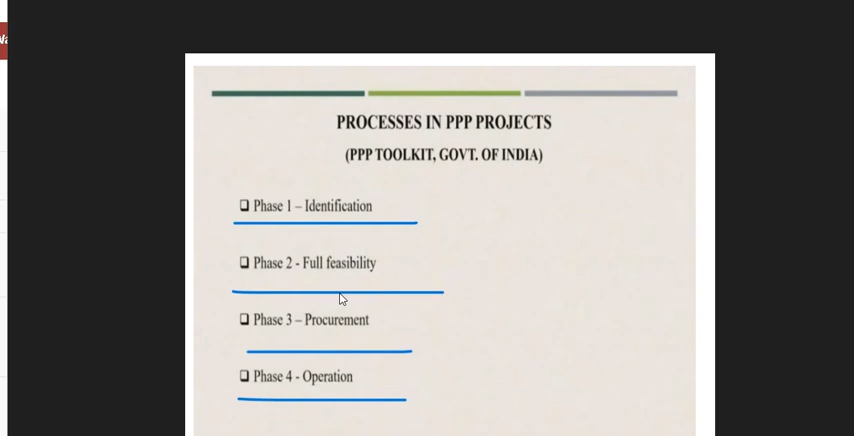 PROCESSES IN PPP PROJECTS
(PPP TOOLKIT, GOVT. OF INDIA)
❑ Phase 1 – Identification
❑ Phase 2 - Full feasibility
❑ Phase 3 – Procurement
❑ Phase 4 - Operation